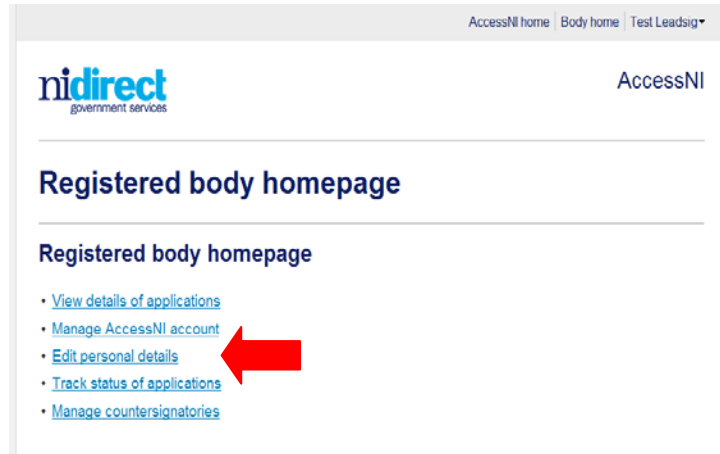 AccessNI home | Body home | Test Leadsig
nidirect
government services
AccessNI
Registered body homepage
Registered body homepage
• View details of applications
• Manage AccessNI account
• Edit personal details
• Track status of applications
• Manage countersignatories